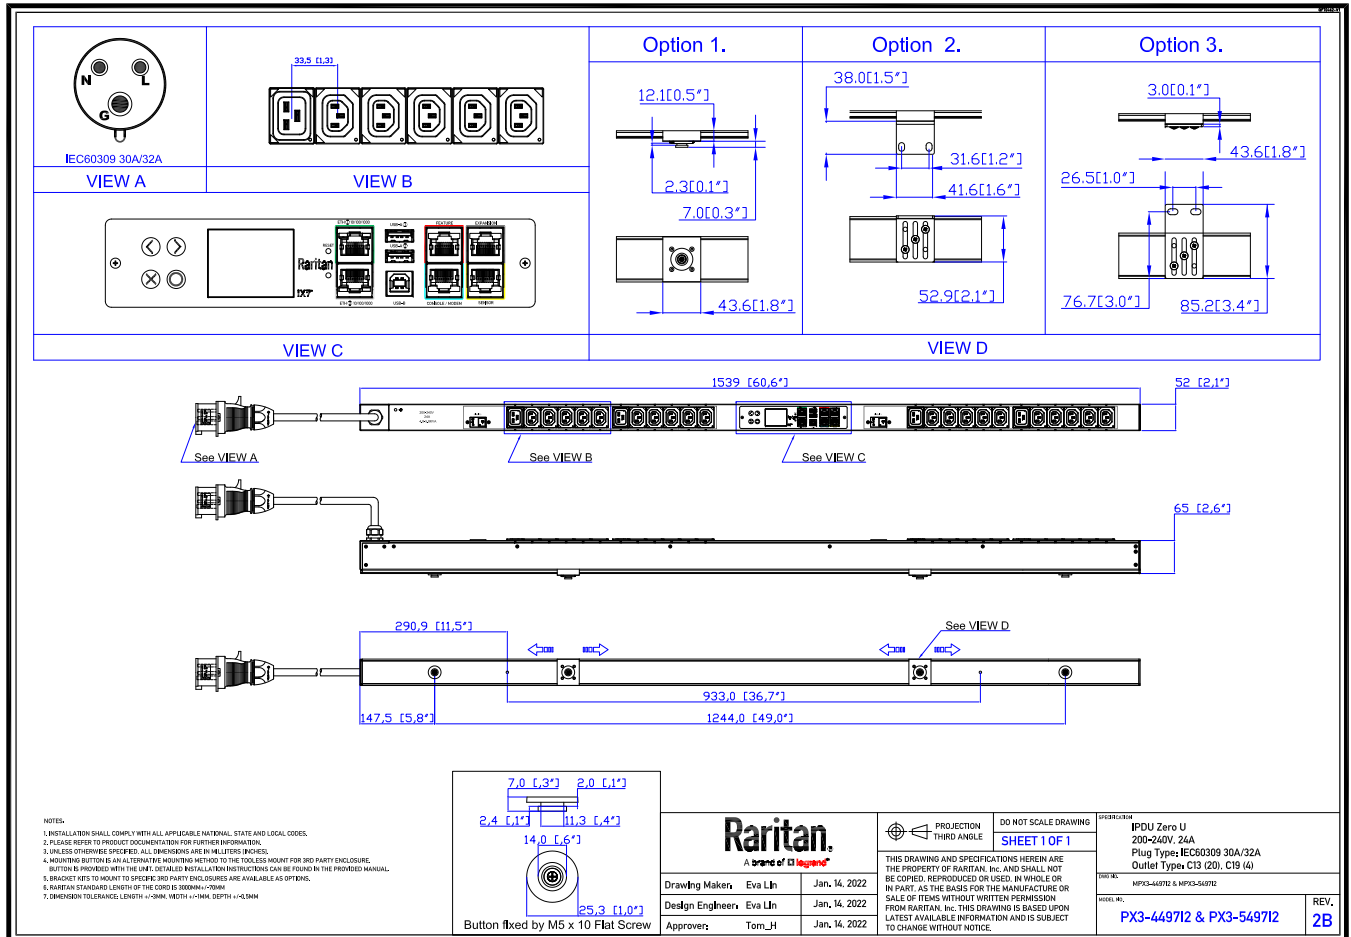 N
L
G
IEC60309 30A/32A
VIEW A
33,5 [1,3]
VIEW B
Option 1.
12.1[0.5"]
2.3[0.1"]
7.0[0.3"]
43.6[1.8"]
Option 2.
38.0[1.5"]
31.6[1.2"]
41.6[1.6"]
52.9[2.1"]
Option 3.
3.0[0.1"]
43.6[1.8"]
26.5[1.0"]
76.7[3.0"]
85.2[3.4"]
RESET
Raritan
FEATURE
EXPANSION
USB-B
CONSOLE / MODEM
SENSOR
VIEW C
VIEW D
1539 [60,6"]
52 [2,1"]
See VIEW A
See VIEW B
See VIEW C
65 [2,6"]
290,9 [11,5"]
See VIEW D
933,0 [36,7"]
147,5 [5,8"]
1244,0 [49,0"]
NOTES:
1. INSTALLATION SHALL COMPLY WITH ALL APPLICABLE NATIONAL, STATE AND LOCAL CODES.
2. PLEASE REFER TO PRODUCT DOCUMENTATION FOR FURTHER INFORMATION.
3. UNLESS OTHERWISE SPECIFIED, ALL DIMENSIONS ARE IN MILLITERS [INCHES].
4. MOUNTING BUTTON IS AN ALTERNATIVE MOUNTING METHOD TO THE TOOLESS MOUNT FOR 3RD PARTY ENCLOSURE.
BUTTON IS PROVIDED WITH THE UNIT. DETAILED INSTALLATION INSTRUCTIONS CAN BE FOUND IN THE PROVIDED MANUAL.
5. BRACKET KITS TO MOUNT TO SPECIFIC 3RD PARTY ENCLOSURES ARE AVAILABLE AS OPTIONS.
6. RARITAN STANDARD LENGTH OF THE CORD IS 3000MM+/-70MM
7. DIMENSION TOLERANCE: LENGTH +/-3MM, WIDTH +/-1MM, DEPTH +/-0.5MM
7,0 [,3"]
2,0 [,1"]
2,4 [,1"]
11,3 [,4"]
14,0 [,6"]
25,3 [1,0"]
Button fixed by M5 x 10 Flat Screw
Raritan.
A brand of legrand
Drawing Maker: Eva Lin Jan. 14, 2022
Design Engineer: Eva Lin Jan. 14, 2022
Approver: Tom_H Jan. 14, 2022
PROJECTION
THIRD ANGLE
DO NOT SCALE DRAWING
SHEET 1 OF 1
THIS DRAWING AND SPECIFICATIONS HEREIN ARE
THE PROPERTY OF RARITAN, Inc. AND SHALL NOT
BE COPIED, REPRODUCED OR USED, IN WHOLE OR
IN PART, AS THE BASIS FOR THE MANUFACTURE OR
SALE OF ITEMS WITHOUT WRITTEN PERMISSION
FROM RARITAN, Inc. THIS DRAWING IS BASED UPON
LATEST AVAILABLE INFORMATION AND IS SUBJECT
TO CHANGE WITHOUT NOTICE.
SPECIFICATION
IPDU Zero U
200-240V, 24A
Plug Type: IEC60309 30A/32A
Outlet Type: C13 (20), C19 (4)
DWG NO.
MPX3-4497I2 & MPX3-5497I2
MODEL NO.
PX3-4497I2 & PX3-5497I2
REV.
2B